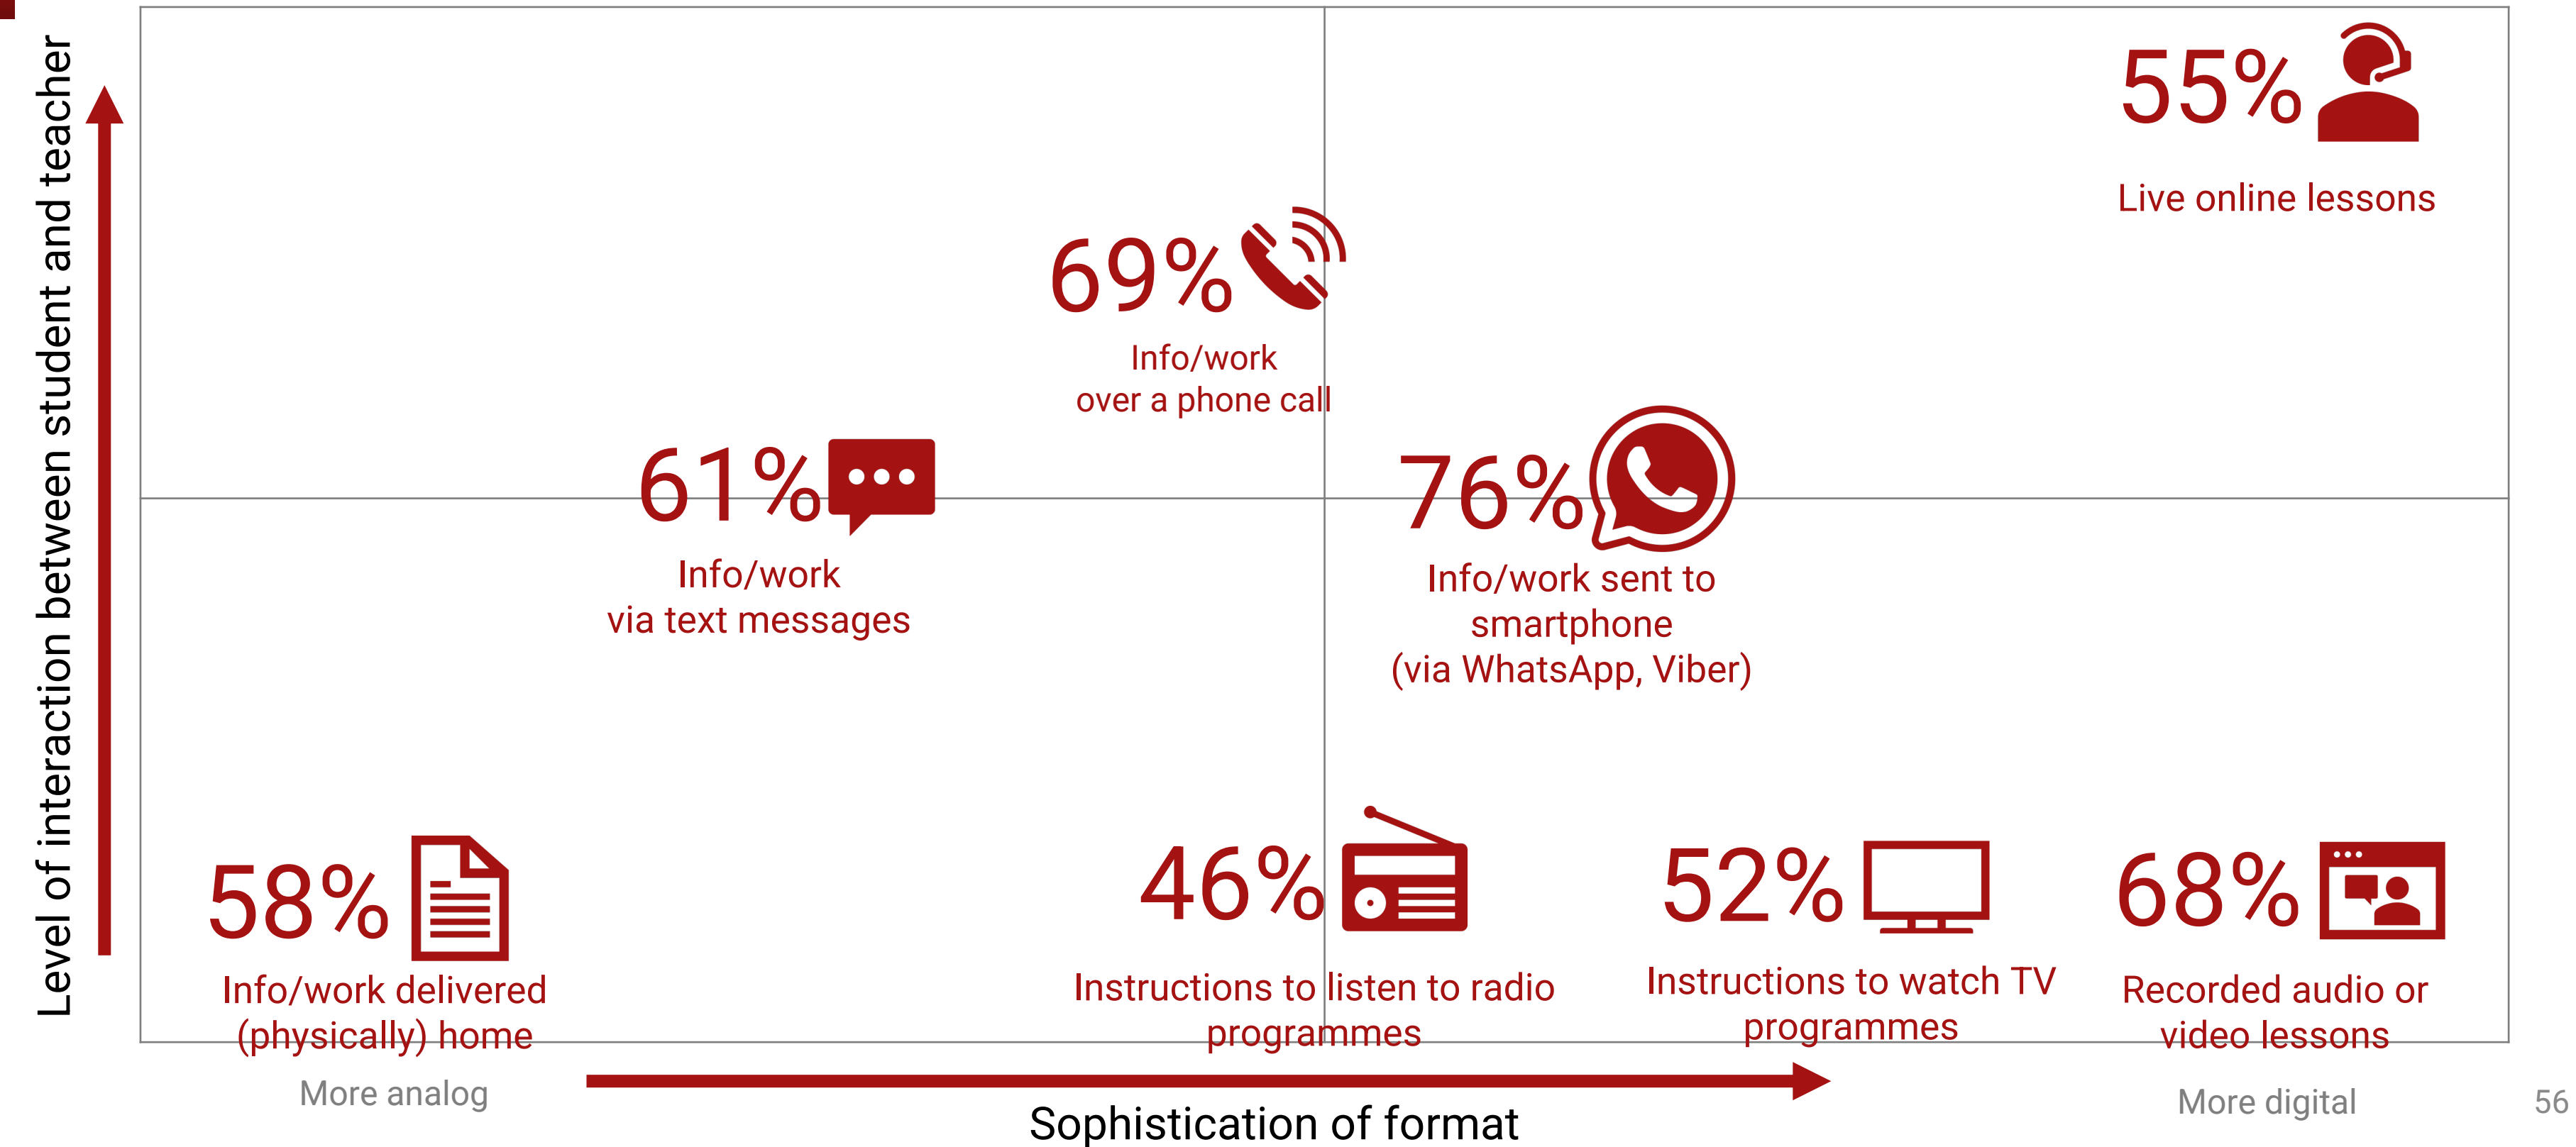 Level of interaction between student and teacher
55%
Live online lessons
69%
Info/work
over a phone call
61%
Info/work
via text messages
76%
Info/work sent to
smartphone
(via WhatsApp, Viber)
58%
Info/work delivered
(physically) home
46%
Instructions to listen to radio
programmes
52%
Instructions to watch TV
programmes
68%
Recorded audio or
video lessons
More analog
Sophistication of format
More digital
56